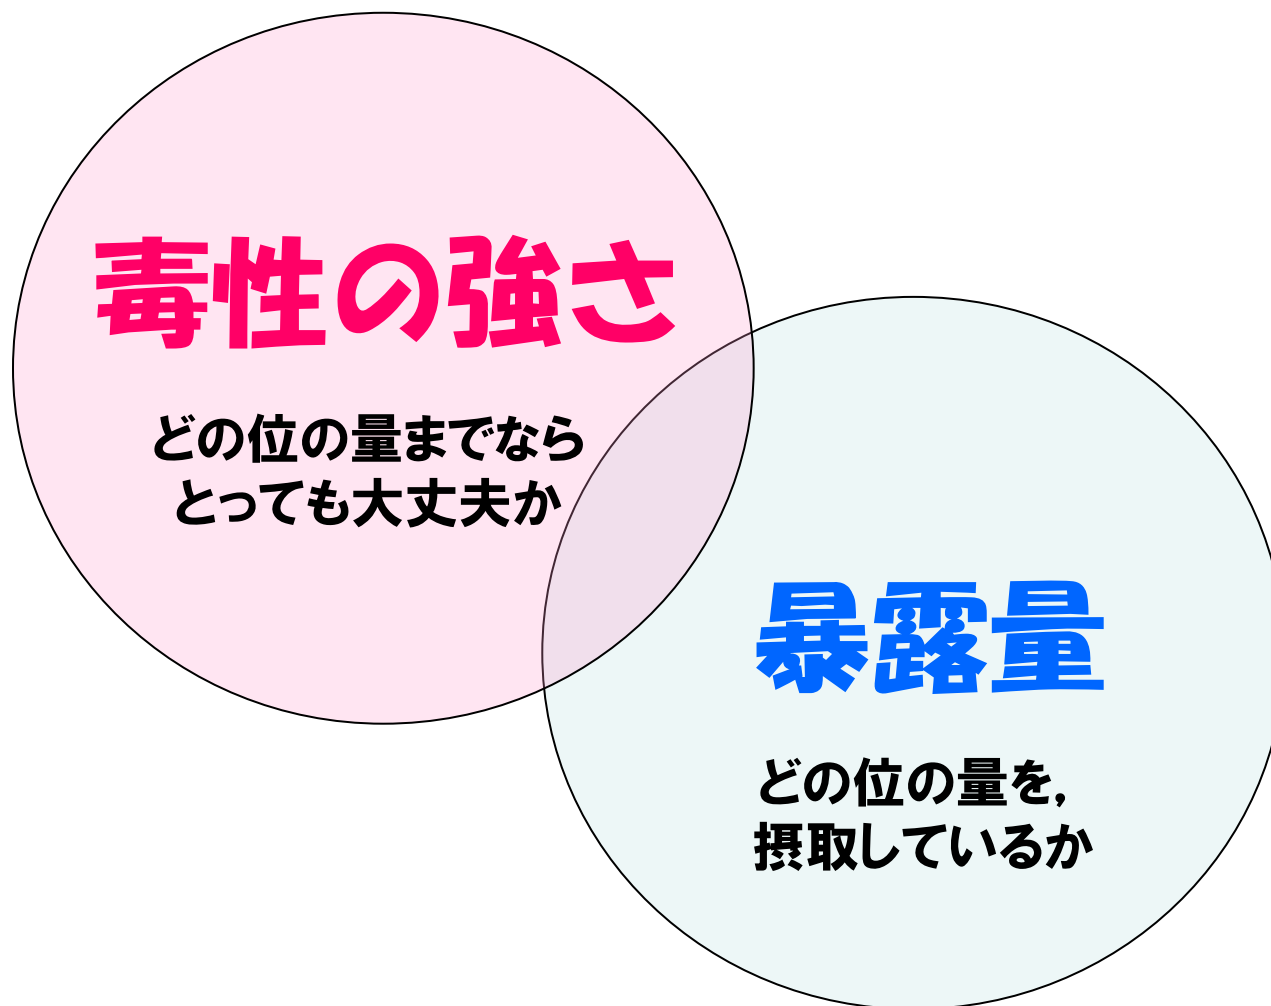 毒性の強さ
どの位の量までなら
とっても大丈夫か
暴露量
どの位の量を,
摂取しているか